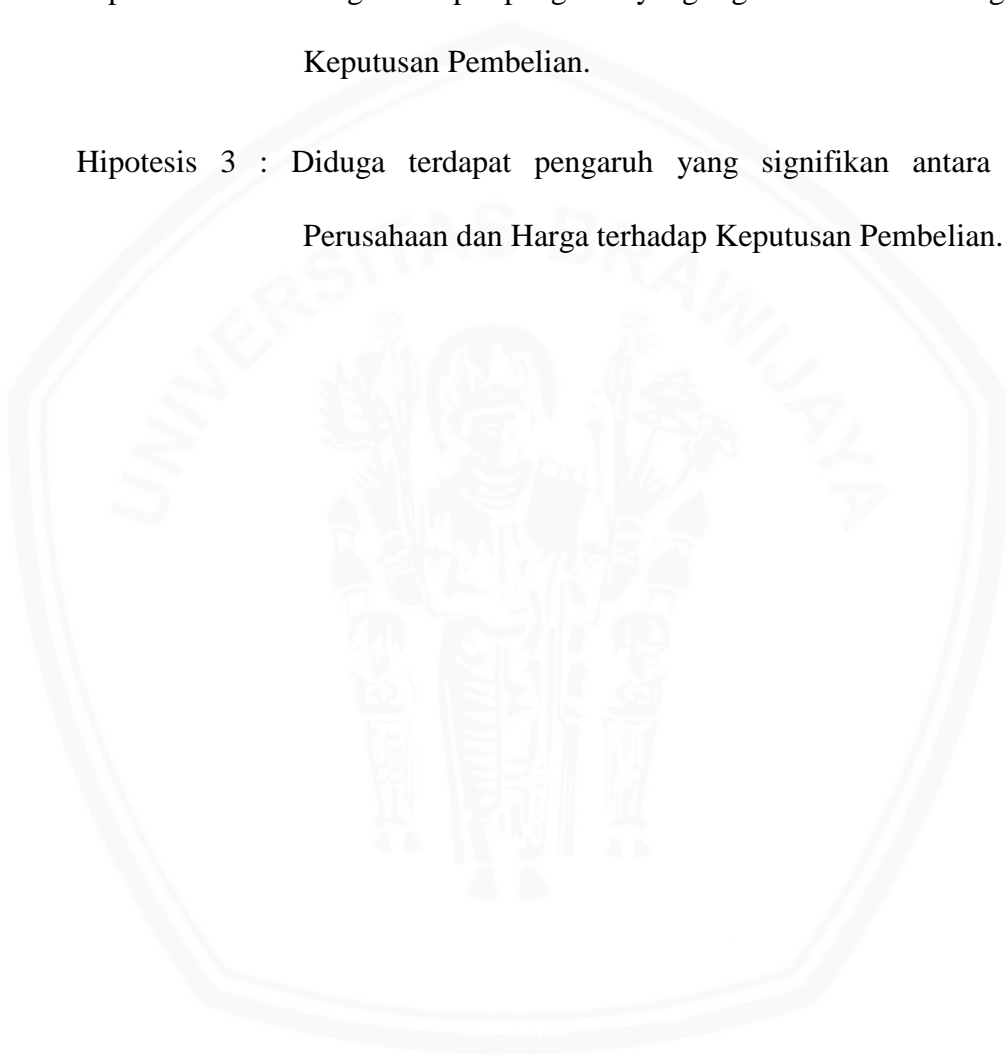 Keputusan Pembelian.
Hipotesis 3 : Diduga terdapat pengaruh yang signifikan antara
Perusahaan dan Harga terhadap Keputusan Pembelian.
UNIVERSITAS BRAWIJAYA